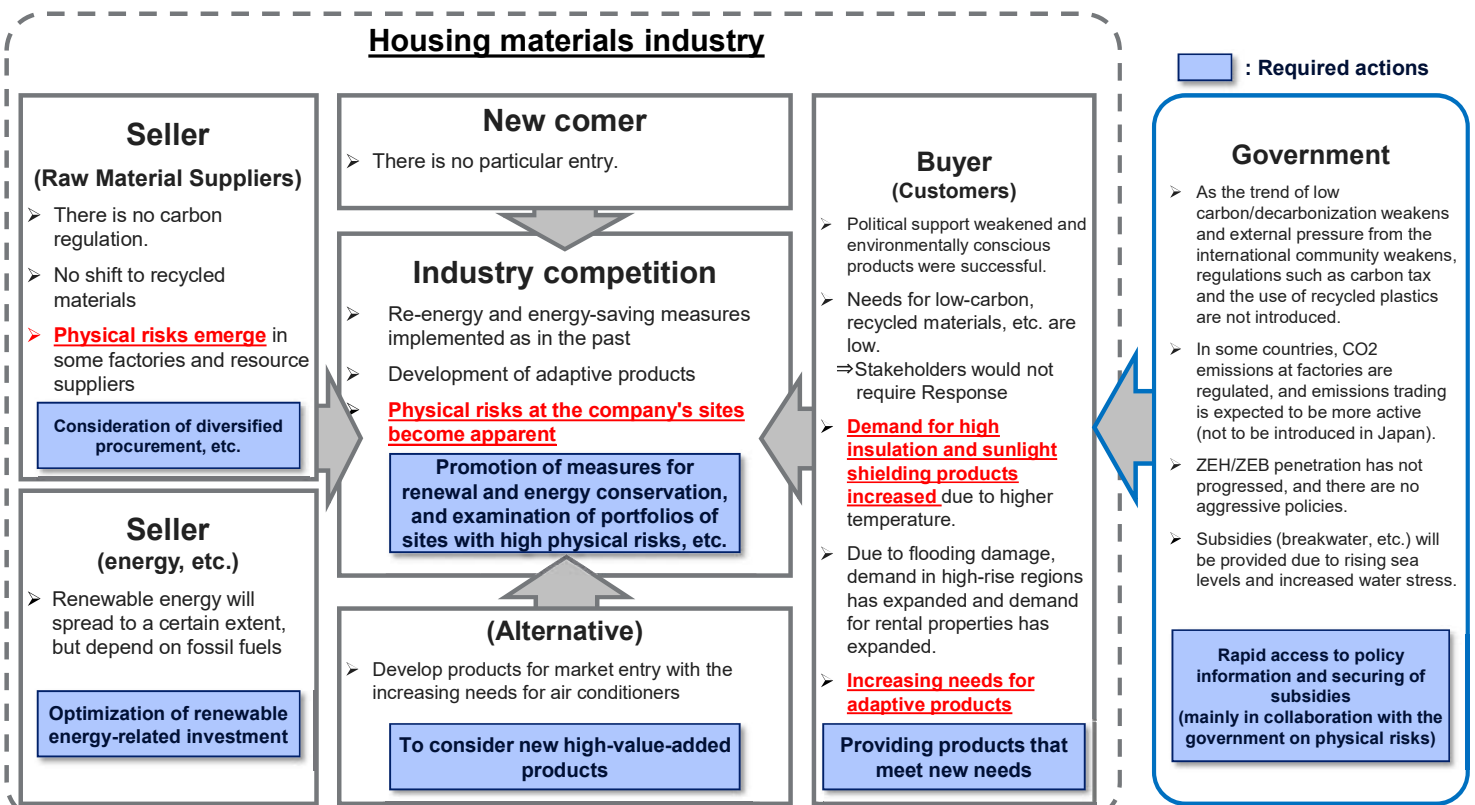 Housing materials industry
: Required actions
Seller
(Raw Material Suppliers)
➢ There is no carbon
regulation.
➢ No shift to recycled
materials
➢ Physical risks emerge in
some factories and resource
suppliers
Consideration of diversified
procurement, etc.
Seller
(energy, etc.)
➢ Renewable energy will
spread to a certain extent,
but depend on fossil fuels
Optimization of renewable
energy-related investment
New comer
➢ There is no particular entry.
Industry competition
➢ Re-energy and energy-saving measures
implemented as in the past
➢ Development of adaptive products
➢ Physical risks at the company's sites
become apparent
Promotion of measures for
renewal and energy conservation,
and examination of portfolios of
sites with high physical risks, etc.
(Alternative)
➢ Develop products for market entry with the
increasing needs for air conditioners
To consider new high-value-added
products
Buyer
(Customers)
➢ Political support weakened and
environmentally conscious
products were successful.
➢ Needs for low-carbon,
recycled materials, etc. are
low.
⇒Stakeholders would not
require Response
➢ Demand for high
insulation and sunlight
shielding products
increased due to higher
temperature.
➢ Due to flooding damage,
demand in high-rise regions
has expanded and demand
for rental properties has
expanded.
➢ Increasing needs for
adaptive products
Providing products that
meet new needs
Government
➢ As the trend of low
carbon/decarbonization weakens
and external pressure from the
international community weakens,
regulations such as carbon tax
and the use of recycled plastics
are not introduced.
➢ In some countries, CO2
emissions at factories are
regulated, and emissions trading
is expected to be more active
(not to be introduced in Japan).
➢ ZEH/ZEB penetration has not
progressed, and there are no
aggressive policies.
➢ Subsidies (breakwater, etc.) will
be provided due to rising sea
levels and increased water stress.
Rapid access to policy
information and securing of
subsidies
(mainly in collaboration with the
government on physical risks)